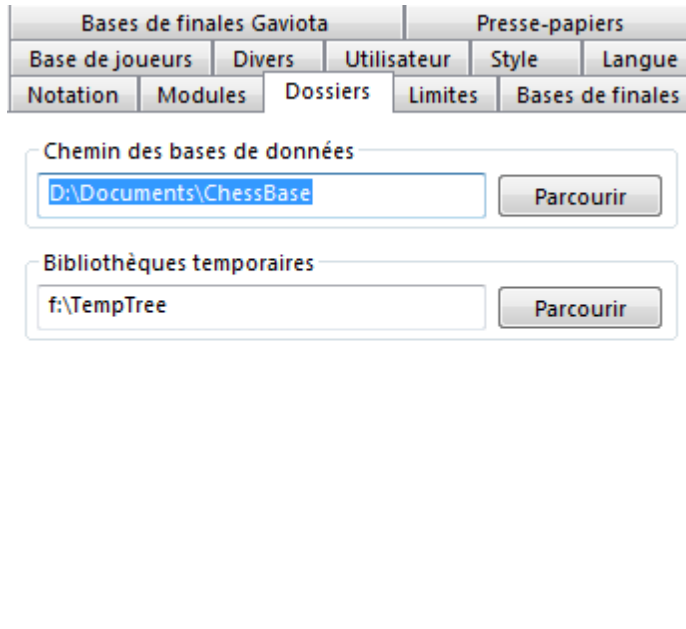 Bases de finales Gaviota Presse-papiers
Base de joueurs Divers Utilisateur Style Langue
Notation Modules Dossiers Limites Bases de finales
Chemin des bases de données
D:\Documents\ChessBase Parcourir
Bibliothèques temporaires
f:\TempTree Parcourir